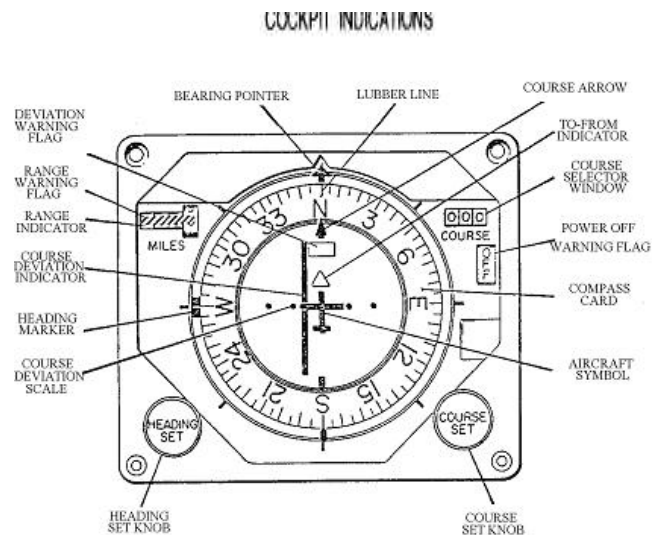 COCKPIT INDICATIONS
BEARING POINTER
LUBBER LINE
COURSE ARROW
DEVIATION
WARNING
FLAG
TO-FROM
INDICATOR
RANGE
WARNING
FLAG
COURSE
SELECTOR
WINDOW
RANGE
INDICATOR
MILES
000
COURSE
POWER OFF
WARNING FLAG
OFF
COURSE
DEVIATION
INDICATOR
COMPASS
CARD
HEADING
MARKER
COURSE
DEVIATION
SCALE
AIRCRAFT
SYMBOL
N
3
6
E
12
15
S
21
24
W
30
33
HEADING
SET
COURSE
SET
HEADING
SET KNOB
COURSE
SET KNOB